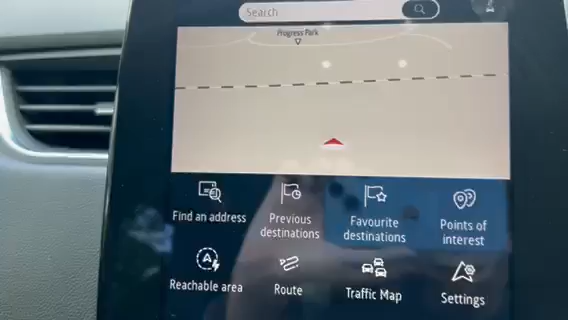 Search
Progress Park
Find an address
Previous
destinations
Favourite
destinations
Points of
interest
Reachable area
Route
Traffic Map
Settings